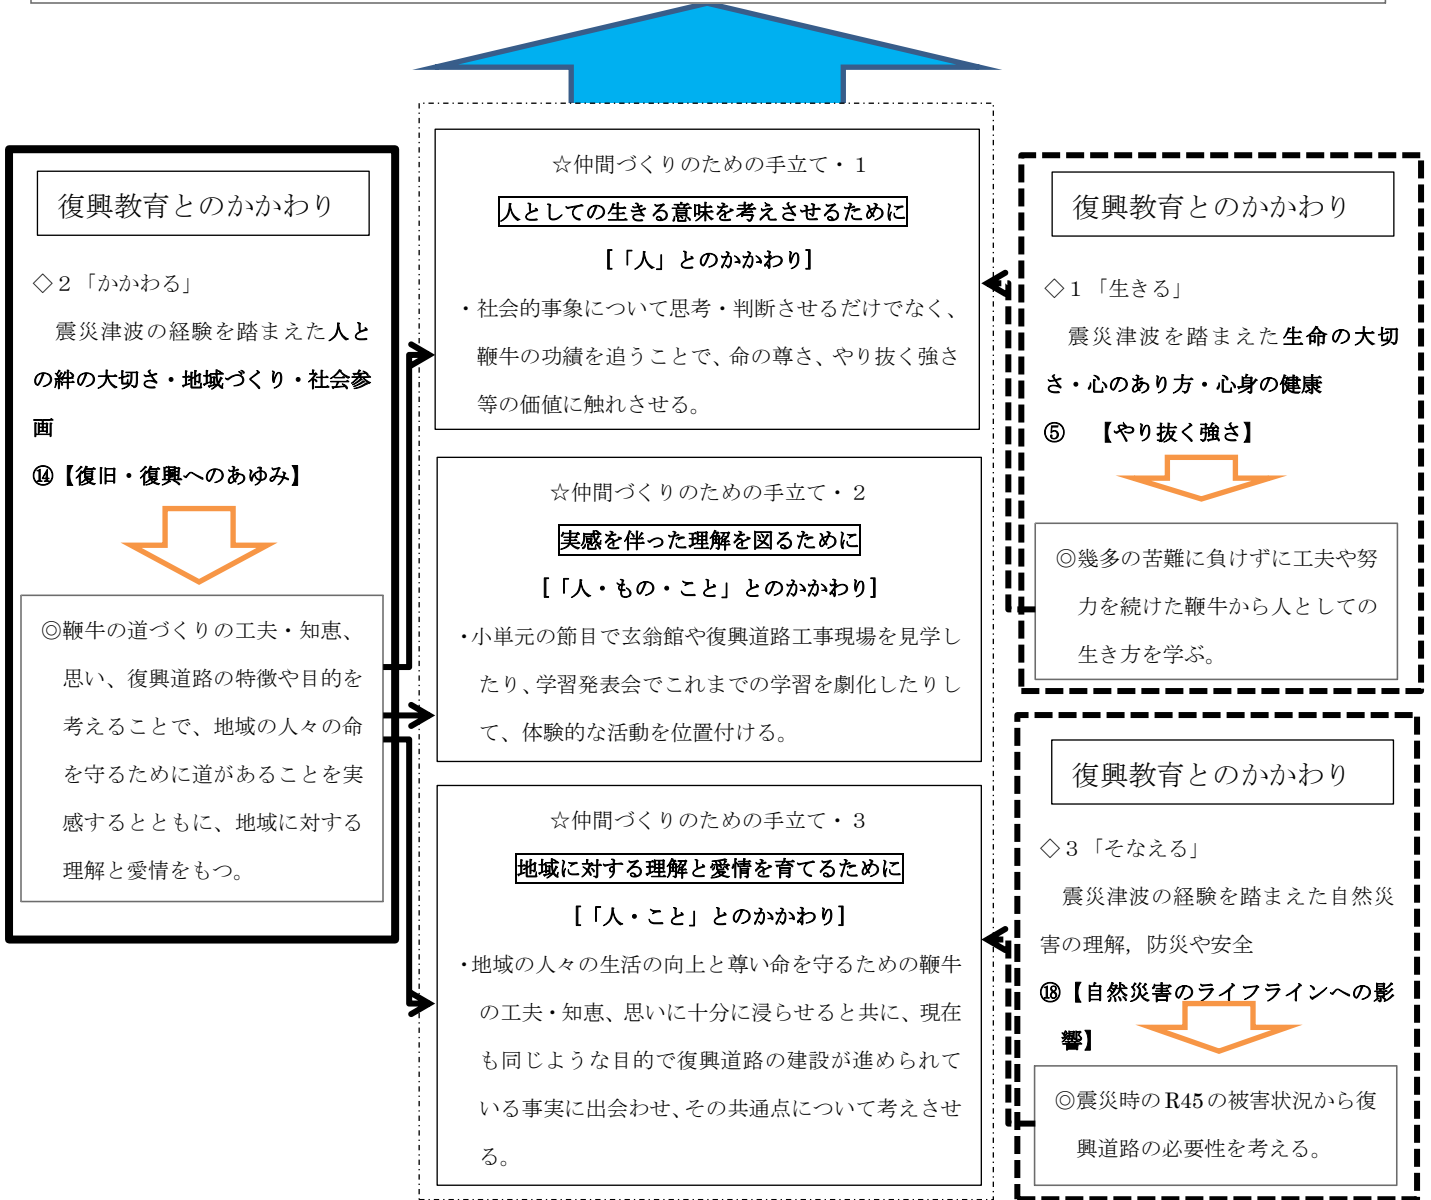 復興教育とのかかわり
◇２「かかわる」
震災津波の経験を踏まえた人と
の絆の大切さ・地域づくり・社会参
画
⑭【復旧・復興へのあゆみ】
◎鞭牛の道づくりの工夫・知恵、
思い、復興道路の特徴や目的を
考えることで、地域の人々の命
を守るために道があることを実
感するとともに、地域に対する
理解と愛情をもつ。
☆仲間づくりのための手立て・１
人としての生きる意味を考えさせるために
[「人」とのかかわり]
・社会的事象について思考・判断させるだけでなく、
鞭牛の功績を追うことで、命の尊さ、やり抜く強さ
等の価値に触れさせる。
☆仲間づくりのための手立て・２
実感を伴った理解を図るために
[「人・もの・こと」とのかかわり]
・小単元の節目で玄翁館や復興道路工事現場を見学し
たり、学習発表会でこれまでの学習を劇化したりし
て、体験的な活動を位置付ける。
☆仲間づくりのための手立て・３
地域に対する理解と愛情を育てるために
[「人・こと」とのかかわり]
・地域の人々の生活の向上と尊い命を守るための鞭牛
の工夫・知恵、思いに十分に浸らせると共に、現在
も同じような目的で復興道路の建設が進められて
いる事実に出会わせ、その共通点について考えさせ
る。
復興教育とのかかわり
◇１「生きる」
震災津波を踏まえた生命の大切
さ・心のあり方・心身の健康
⑤　【やり抜く強さ】
◎幾多の苦難に負けずに工夫や努
力を続けた鞭牛から人としての
生き方を学ぶ。
復興教育とのかかわり
◇３「そなえる」
震災津波の経験を踏まえた自然災
害の理解，防災や安全
⑱【自然災害のライフラインへの影
響】
◎震災時のR45の被害状況から復
興道路の必要性を考える。